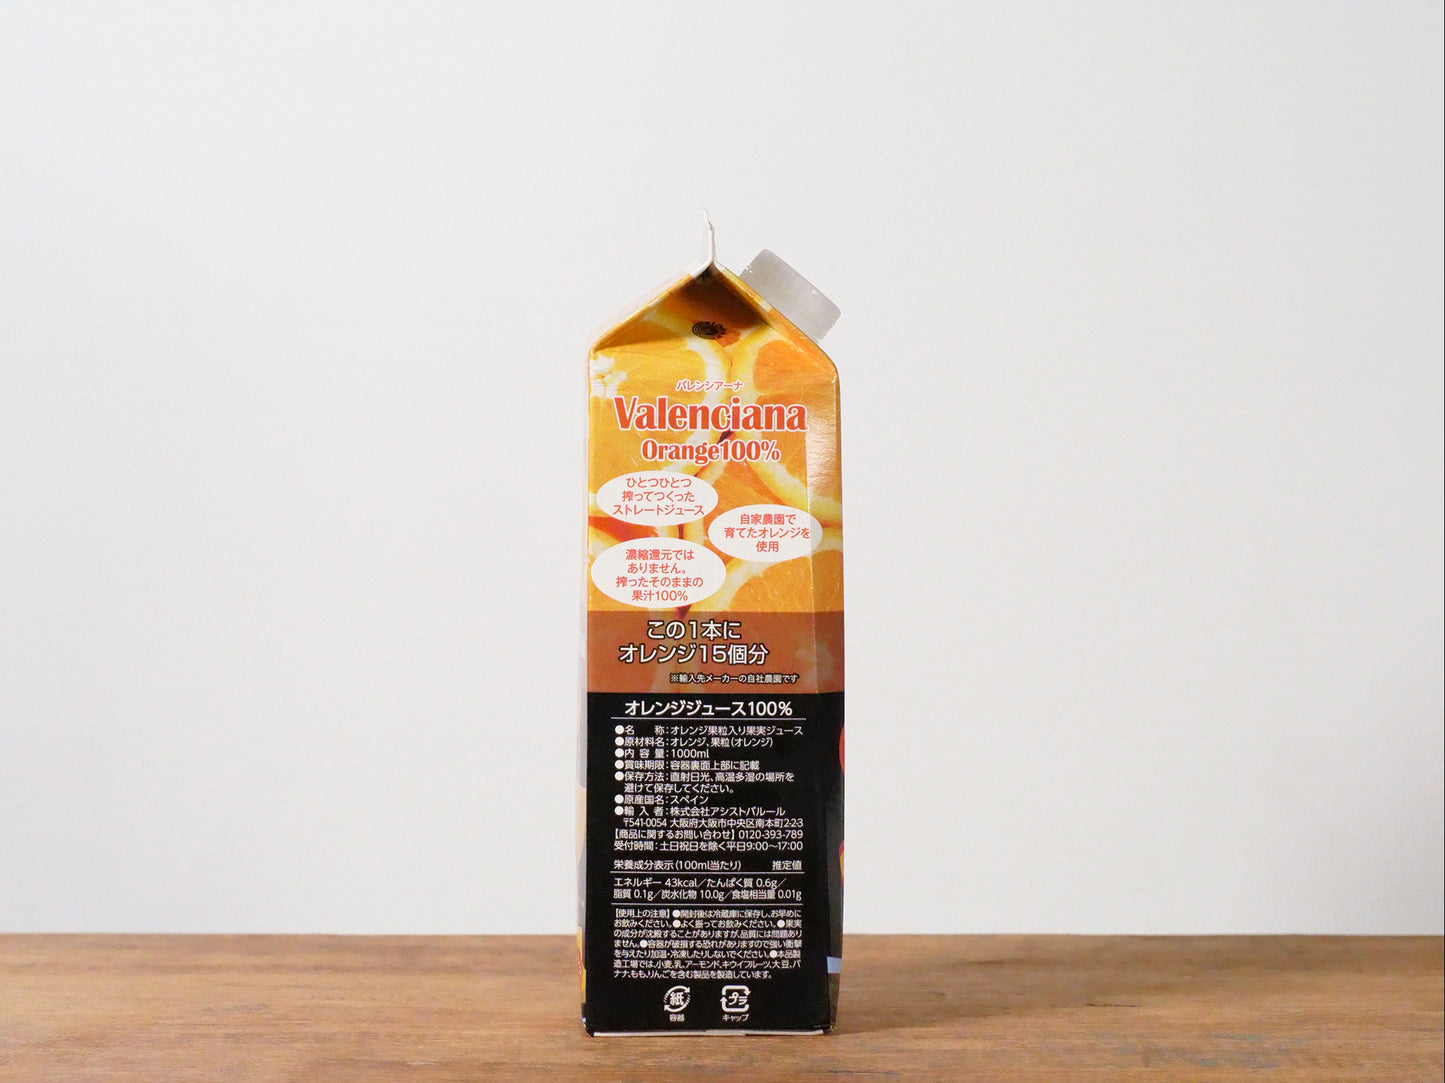 バレンシアーナ
Valenciana
Orange100%
ひとつひとつ
搾ってつくった
ストレートジュース
自家農園で
育てたオレンジを
使用
濃縮還元では
ありません。
搾ったそのままの
果汁100%
この1本に
オレンジ15個分
※輸入先メーカーの自社農園です
オレンジジュース100%
●名 称：オレンジ果粒入り果実ジュース
●原材料名：オレンジ、果粒（オレンジ）
●内 容 量：1000ml
●賞味期限：容器裏面上部に記載
●保存方法：直射日光、高温多湿の場所を
避けて保存してください。
●原産国名：スペイン
●輸 入 者：株式会社アシストバルール
〒541-0054 大阪府大阪市中央区南本町2-2-3
【商品に関するお問い合わせ】0120-393-789
受付時間：土日祝日を除く平日9:00〜17:00
栄養成分表示（100ml当たり） 推定値
エネルギー 43kcal／たんぱく質 0.6g／
脂質 0.1g／炭水化物 10.0g／食塩相当量 0.01g
【使用上の注意】●開封後は冷蔵庫に保存し、お早めに
お飲みください。●よく振ってお飲みください。●果実
の成分が沈殿することがありますが、品質には問題あり
ません。●容器が破損する恐れがありますので強い衝撃
を与えたり加温・冷凍したりしないでください。●本品製
造工場では、小麦、乳、アーモンド、キウイフルーツ、大豆、バ
ナナ、もも、りんごを含む製品を製造しています。
紙 プラ
容器 キャップ